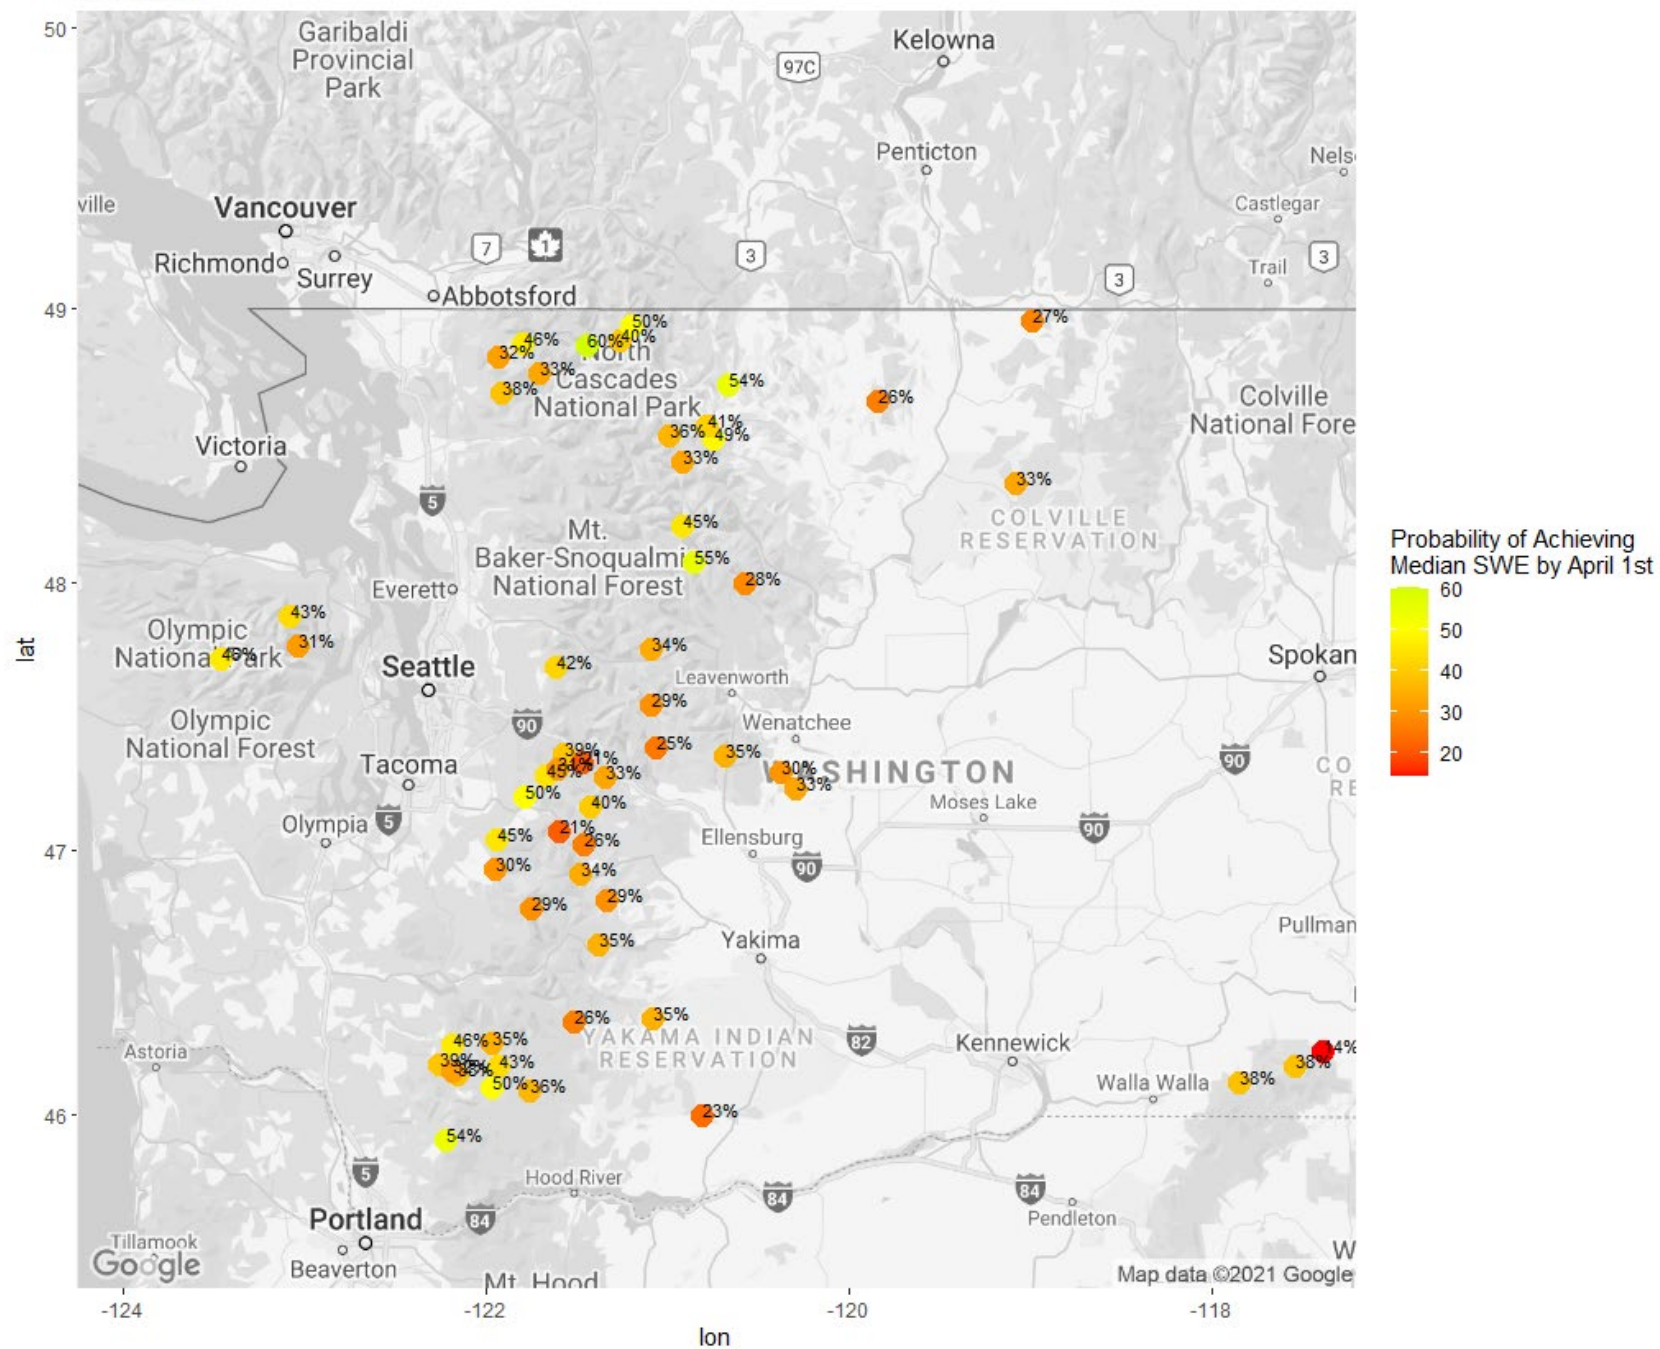 50
Garibaldi
Provincial
Park
Kelowna
97C
Penticton
Nels
ville
Vancouver
Castlegar
7
1
3
3
Richmond
Surrey
Trail
3
Abbotsford
49
50%
27%
46%
60%
40%
32%
North
33%
Cascades
National Park
38%
54%
26%
Colville
National Fore
41%
36%
49%
Victoria
33%
33%
5
45%
COLVILLE
RESERVATION
Mt.
Baker-Snoqualmi
National Forest
55%
28%
48
Everett
43%
Olympic
National Park
31%
34%
lat
Seattle
42%
Leavenworth
Spokan
29%
Olympic
National Forest
90
Wenatchee
39%
25%
35%
90
Tacoma
45%
33%
30%
WASHINGTON
CO
RE
33%
50%
40%
Moses Lake
Olympia
5
21%
90
45%
26%
Ellensburg
47
30%
34%
90
29%
29%
Pullman
35%
Yakima
26%
35%
YAKAMA INDIAN
RESERVATION
46%
35%
82
Kennewick
14%
Astoria
39%
43%
38%
38%
50%
36%
Walla Walla
46
23%
54%
5
Hood River
84
84
84
Portland
Pendleton
Tillamook
Google
Beaverton
Mt. Hood
W
Map data ©2021 Google
-124
-122
-120
-118
lon
Probability of Achieving
Median SWE by April 1st
60
50
40
30
20